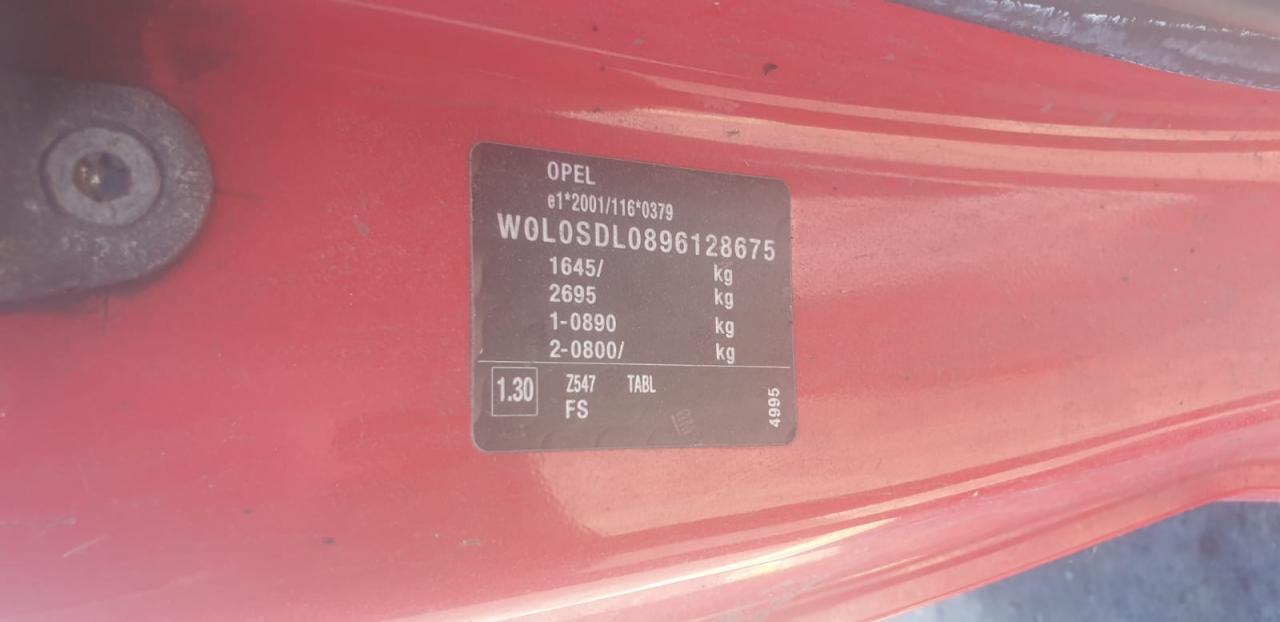 OPEL
e1*2001/116*0379
W0L0SDL0896128675
1645/ kg
2695 kg
1-0890 kg
2-0800/ kg
1.30 Z547 TABL
FS
4995